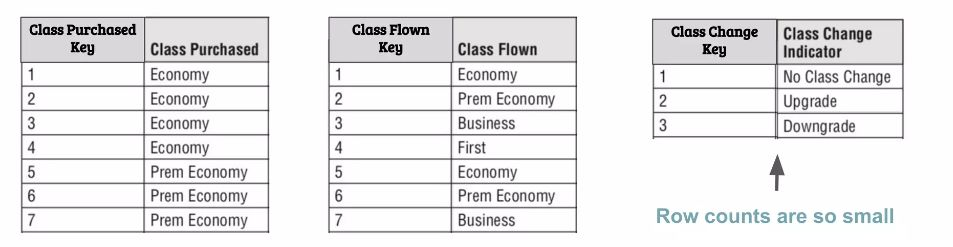 Class Purchased Key Class Purchased
1 Economy
2 Economy
3 Economy
4 Economy
5 Prem Economy
6 Prem Economy
7 Prem Economy
Class Flown Key Class Flown
1 Economy
2 Prem Economy
3 Business
4 First
5 Economy
6 Prem Economy
7 Business
Class Change Key Class Change Indicator
1 No Class Change
2 Upgrade
3 Downgrade
Row counts are so small